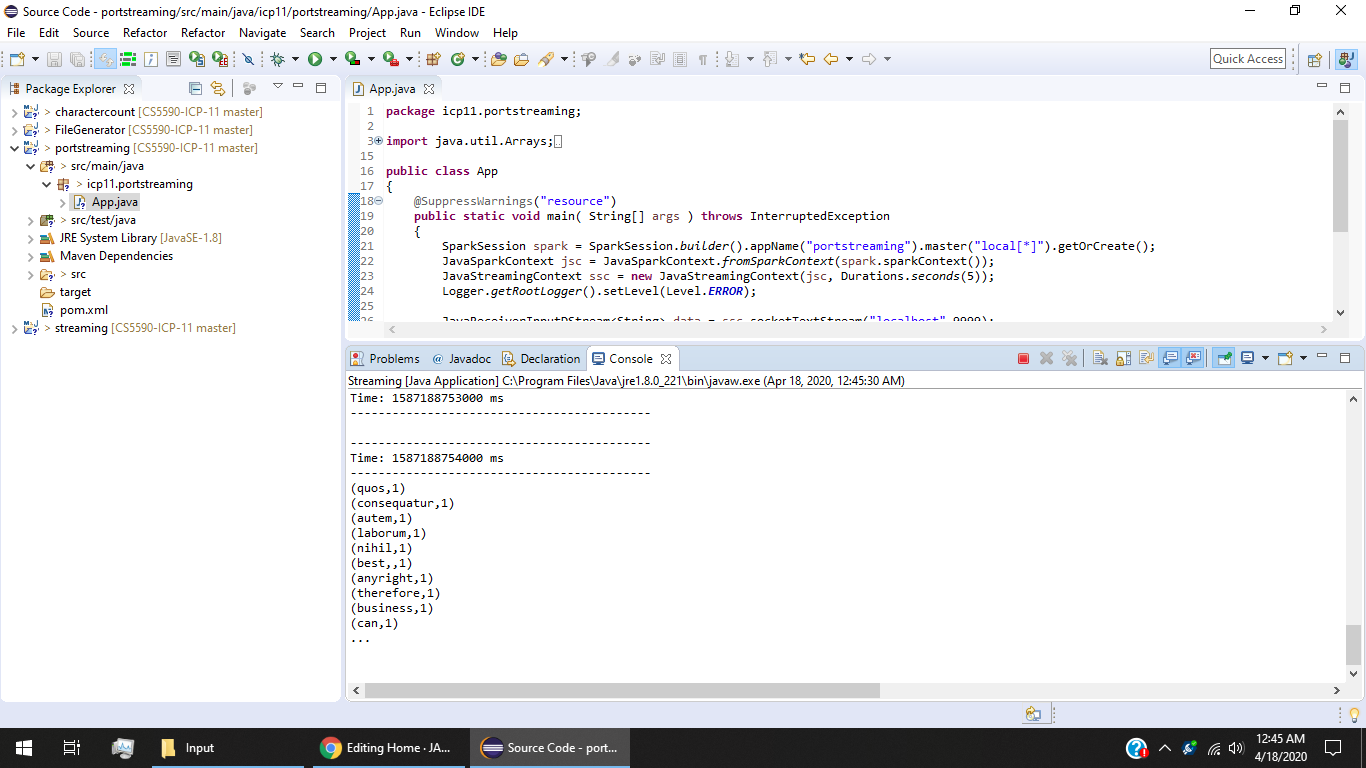 Source Code - portstreaming/src/main/java/icp11/portstreaming/App.java - Eclipse IDE
File Edit Source Refactor Refactor Navigate Search Project Run Window Help
Quick Access
Package Explorer
> charactercount [CS5590-ICP-11 master]
> FileGenerator [CS5590-ICP-11 master]
> portstreaming [CS5590-ICP-11 master]
> src/main/java
> icp11.portstreaming
App.java
> src/test/java
JRE System Library [JavaSE-1.8]
Maven Dependencies
> src
target
pom.xml
> streaming [CS5590-ICP-11 master]
App.java
1 package icp11.portstreaming;
2
3 import java.util.Arrays;
15
16 public class App
17 {
18 @SuppressWarnings("resource")
19 public static void main( String[] args ) throws InterruptedException
20 {
21 SparkSession spark = SparkSession.builder().appName("portstreaming").master("local[*]").getOrCreate();
22 JavaSparkContext jsc = JavaSparkContext.fromSparkContext(spark.sparkContext());
23 JavaStreamingContext ssc = new JavaStreamingContext(jsc, Durations.seconds(5));
24 Logger.getRootLogger().setLevel(Level.ERROR);
25
26 JavaReceiverInputDStream<String> data = ssc.socketTextStream("localhost",9999);
Problems @ Javadoc Declaration Console
Streaming [Java Application] C:\Program Files\Java\jre1.8.0_221\bin\javaw.exe (Apr 18, 2020, 12:45:30 AM)
Time: 1587188753000 ms
-------------------------------------------
-------------------------------------------
Time: 1587188754000 ms
-------------------------------------------
(quos,1)
(consequatur,1)
(autem,1)
(laborum,1)
(nihil,1)
(best,,1)
(anyright,1)
(therefore,1)
(business,1)
(can,1)
...
Input
Editing Home · JA...
Source Code - port...
12:45 AM
4/18/2020